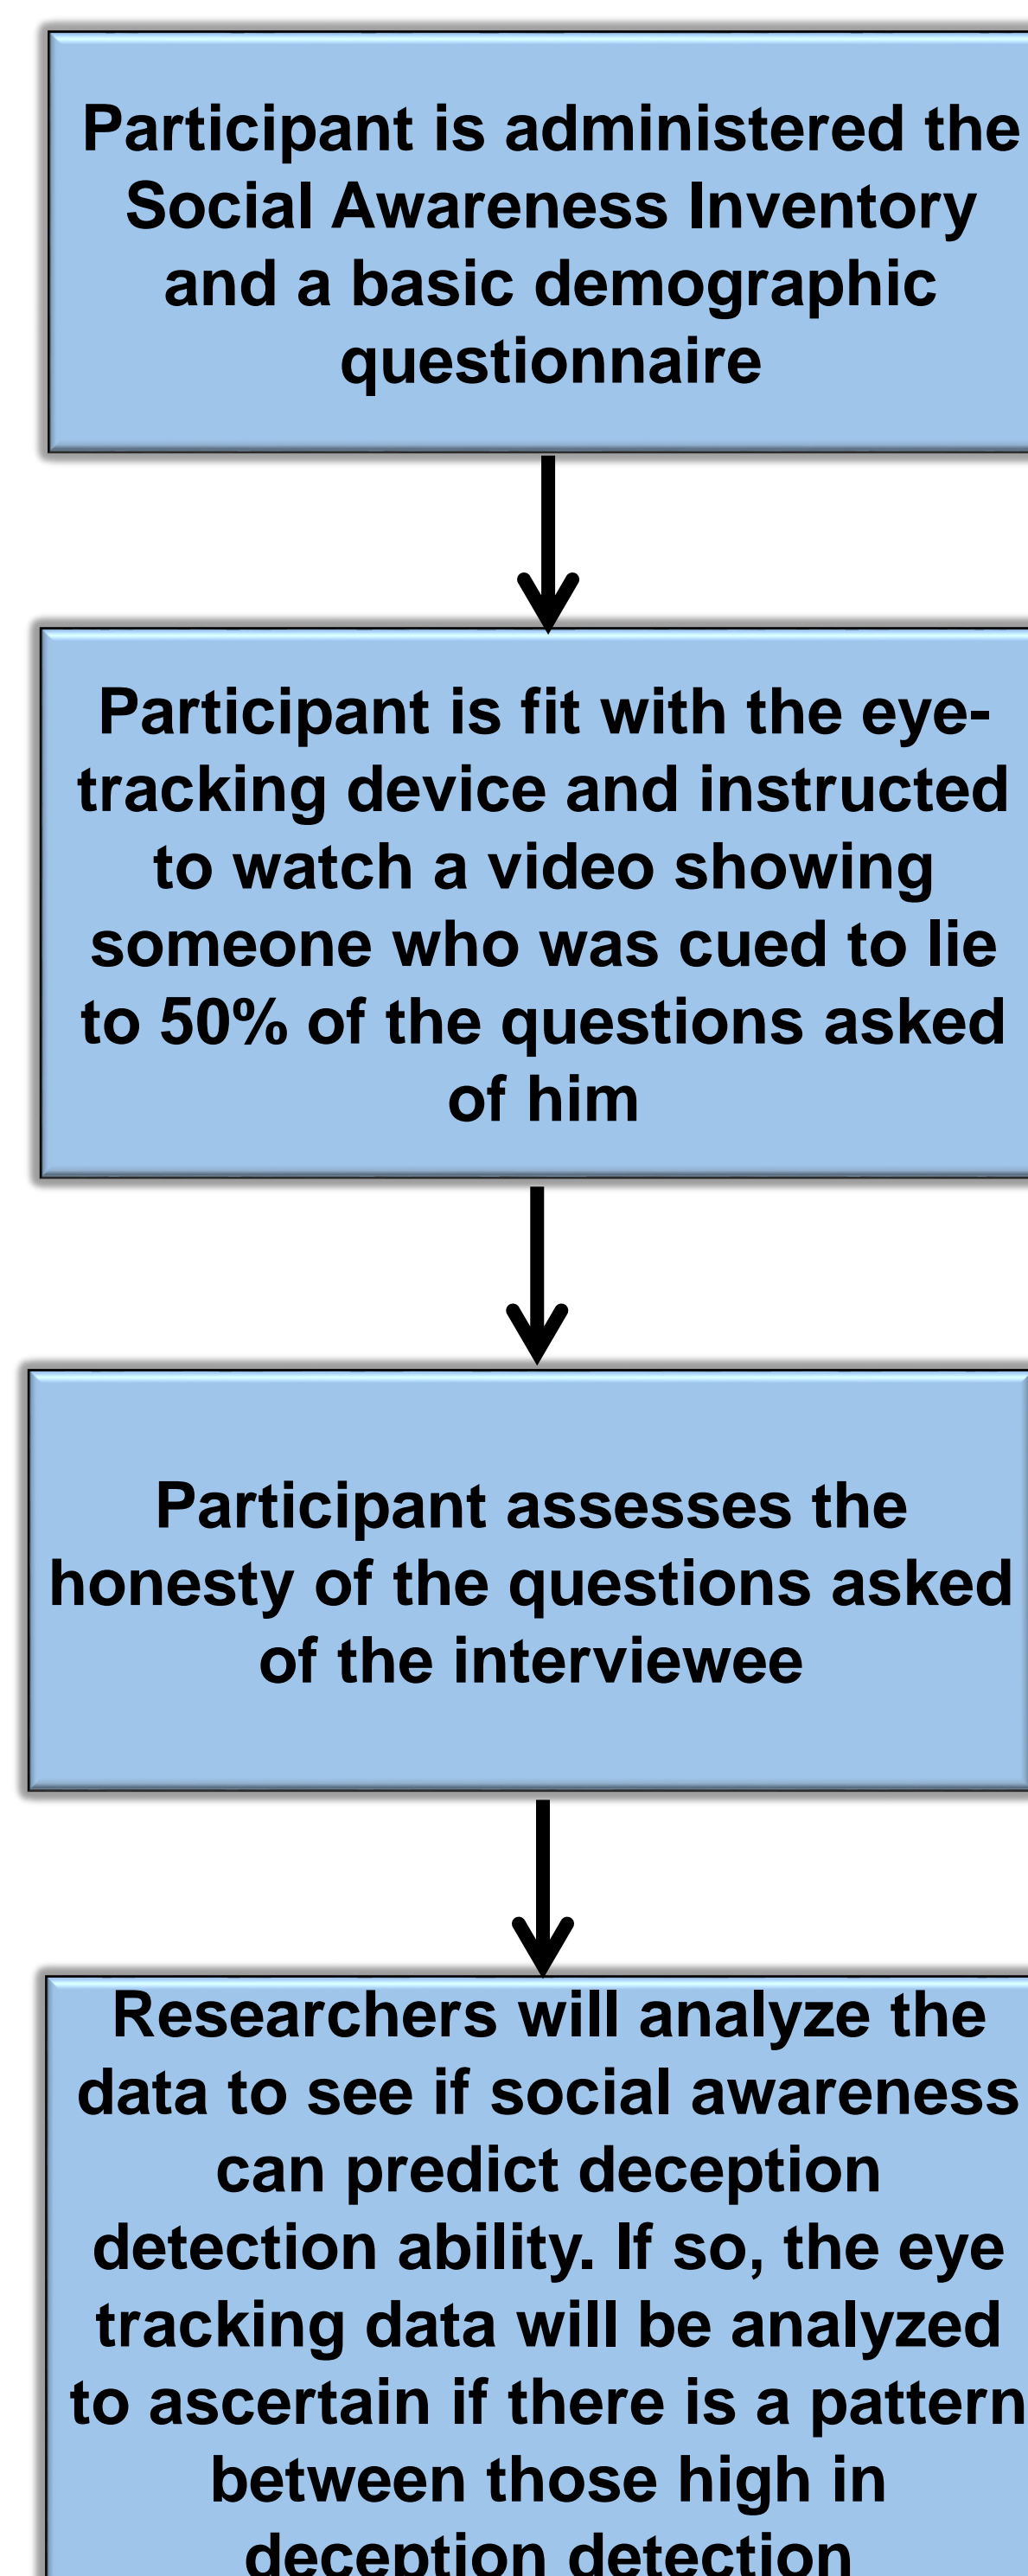 Participant is administered the
Social Awareness Inventory
and a basic demographic
questionnaire
Participant is fit with the eye-
tracking device and instructed
to watch a video showing
someone who was cued to lie
to 50% of the questions asked
of him
Participant assesses the
honesty of the questions asked
of the interviewee
Researchers will analyze the
data to see if social awareness
can predict deception
detection ability. If so, the eye
tracking data will be analyzed
to ascertain if there is a pattern
between those high in
deception detection